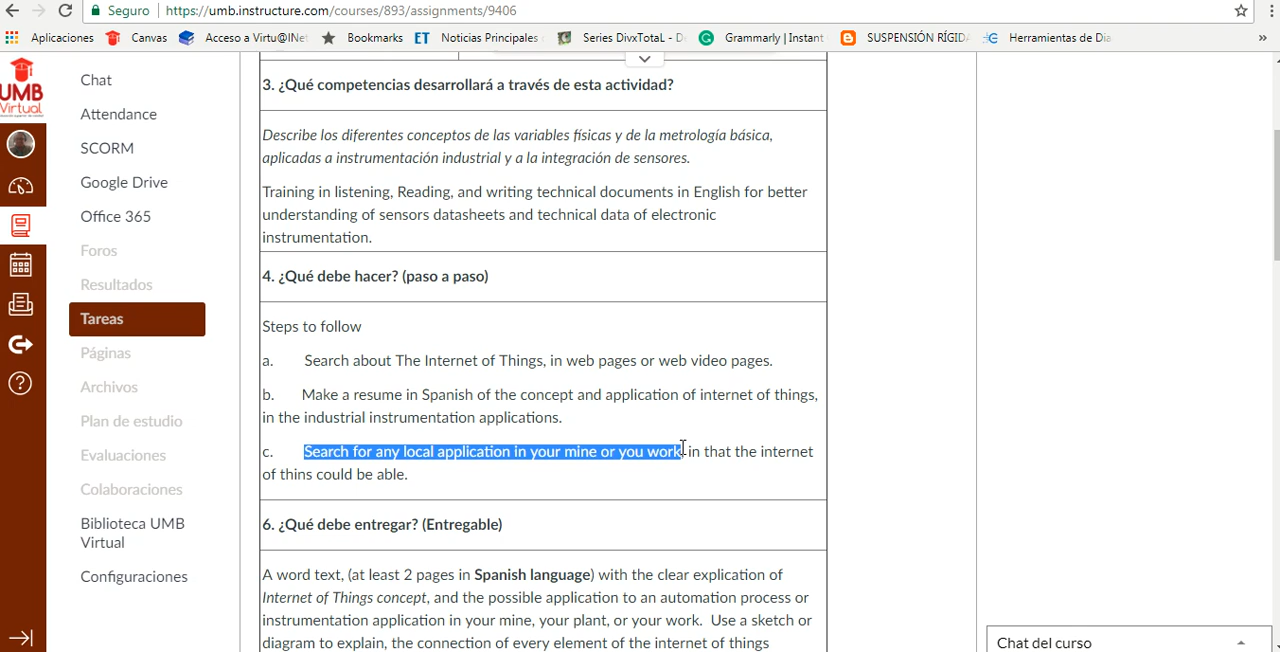 Seguro https://umb.instructure.com/courses/893/assignments/9406
Aplicaciones Canvas Acceso a Virtu@lNet Bookmarks ET Noticias Principales Series DivxTotaL - D Grammarly | Instant SUSPENSIÓN RÍGID Herramientas de Dia »
UMB
Virtual
Chat
Attendance
SCORM
Google Drive
Office 365
Foros
Resultados
Tareas
Páginas
Archivos
Plan de estudio
Evaluaciones
Colaboraciones
Biblioteca UMB
Virtual
Configuraciones
3. ¿Qué competencias desarrollará a través de esta actividad?
Describe los diferentes conceptos de las variables físicas y de la metrología básica,
aplicadas a instrumentación industrial y a la integración de sensores.
Training in listening, Reading, and writing technical documents in English for better
understanding of sensors datasheets and technical data of electronic
instrumentation.
4. ¿Qué debe hacer? (paso a paso)
Steps to follow
a. Search about The Internet of Things, in web pages or web video pages.
b. Make a resume in Spanish of the concept and application of internet of things,
in the industrial instrumentation applications.
c. Search for any local application in your mine or you work, in that the internet
of thins could be able.
6. ¿Qué debe entregar? (Entregable)
A word text, (at least 2 pages in Spanish language) with the clear explication of
Internet of Things concept, and the possible application to an automation process or
instrumentation application in your mine, your plant, or your work. Use a sketch or
diagram to explain, the connection of every element of the internet of things
Chat del curso